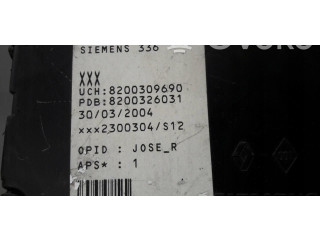 SIEMENS 336
XXX
UCH:8200309690
PDB:8200326031
30/03/2004
xxx2300304/S12
OPID : JOSE_R
APS* : 1